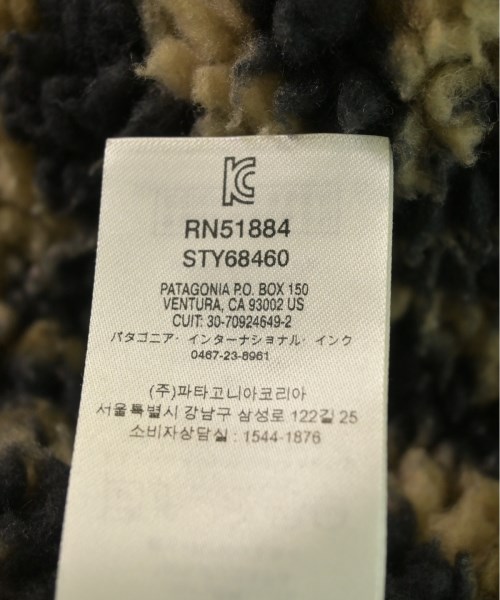 RN51884
STY68460
PATAGONIA P.O. BOX 150
VENTURA, CA 93002 US
CUIT: 30-70924649-2
パタゴニア・インターナショナル・インク
0467-23-8961
(주)파타고니아코리아
서울특별시 강남구 삼성로 122길 25
소비자상담실 : 1544-1876